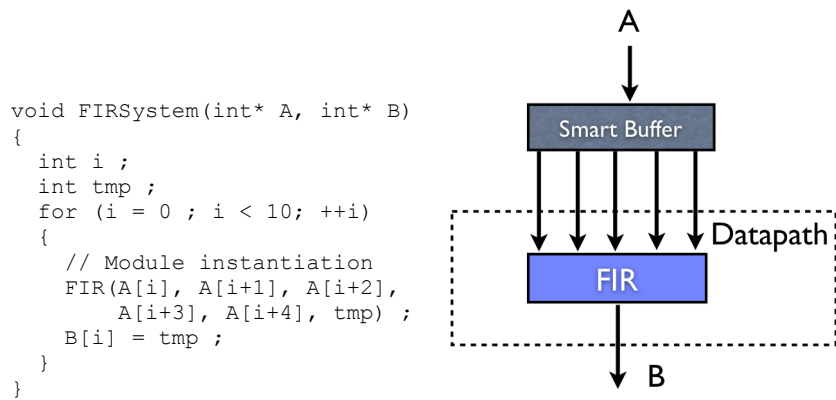 void FIRSystem(int* A, int* B)
{
  int i ;
  int tmp ;
  for (i = 0 ; i < 10; ++i)
  {
    // Module instantiation
    FIR(A[i], A[i+1], A[i+2],
        A[i+3], A[i+4], tmp) ;
    B[i] = tmp ;
  }
}
A
Smart Buffer
Datapath
FIR
B